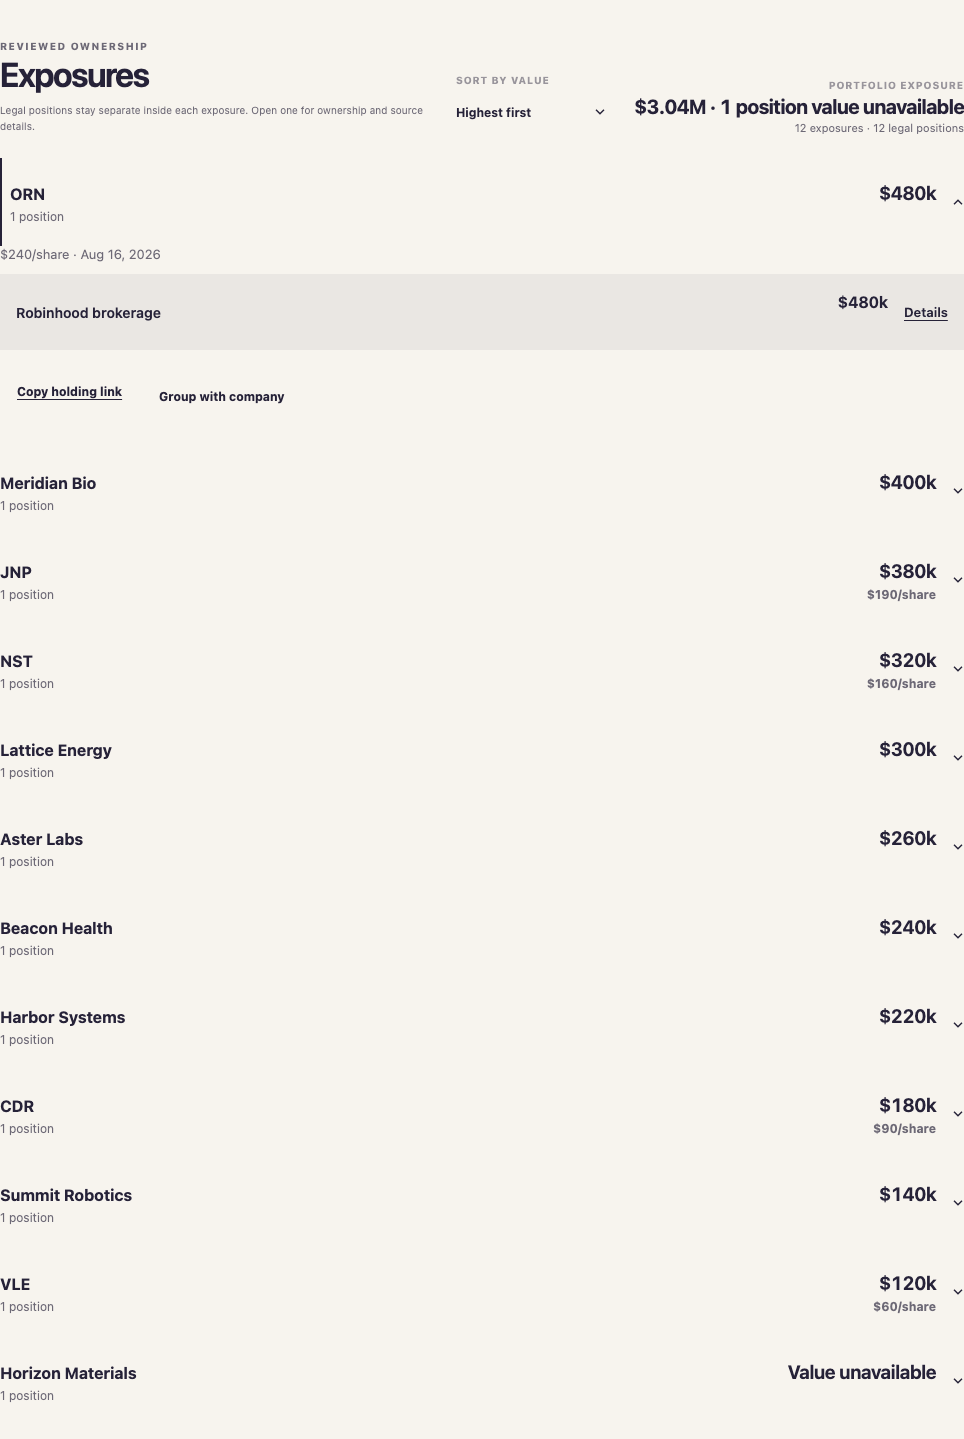 REVIEWED OWNERSHIP
Exposures
Legal positions stay separate inside each exposure. Open one for ownership and source
details.
SORT BY VALUE
Highest first
PORTFOLIO EXPOSURE
$3.04M · 1 position value unavailable
12 exposures · 12 legal positions
ORN
$480k
1 position
$240/share · Aug 16, 2026
Robinhood brokerage
$480k
Details
Copy holding link
Group with company
Meridian Bio
$400k
1 position
JNP
$380k
1 position
$190/share
NST
$320k
1 position
$160/share
Lattice Energy
$300k
1 position
Aster Labs
$260k
1 position
Beacon Health
$240k
1 position
Harbor Systems
$220k
1 position
CDR
$180k
1 position
$90/share
Summit Robotics
$140k
1 position
VLE
$120k
1 position
$60/share
Horizon Materials
Value unavailable
1 position